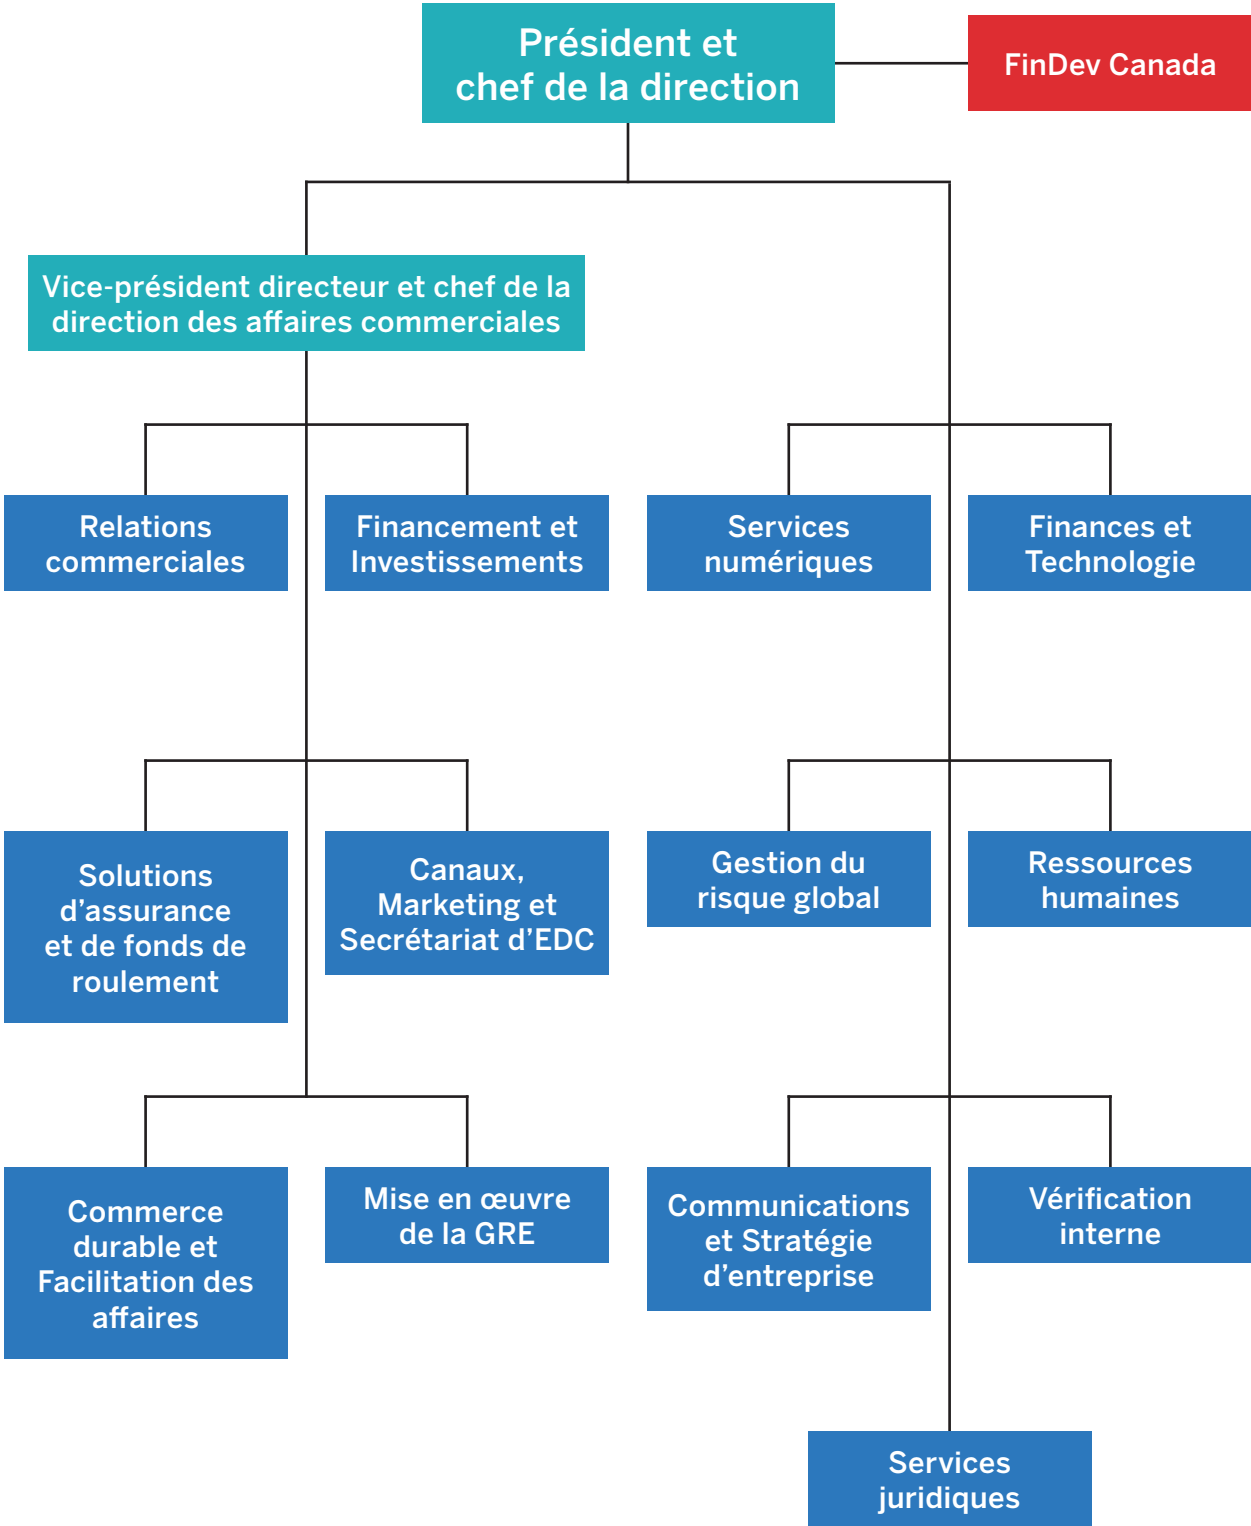 Président et
chef de la direction
FinDev Canada
Vice-président directeur et chef de la
direction des affaires commerciales
Relations
commerciales
Financement et
Investissements
Services
numériques
Finances et
Technologie
Solutions
d’assurance
et de fonds de
roulement
Canaux,
Marketing et
Secrétariat d’EDC
Gestion du
risque global
Ressources
humaines
Commerce
durable et
Facilitation des
affaires
Mise en œuvre
de la GRE
Communications
et Stratégie
d’entreprise
Vérification
interne
Services
juridiques